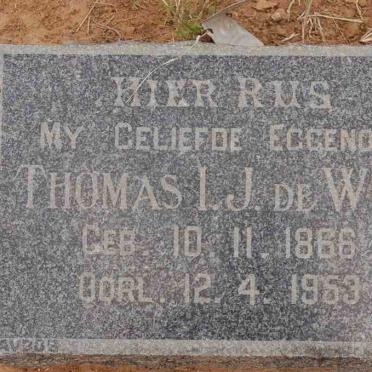 HIER RUS
MY GELIEFDE EGGENO
THOMAS I.J. DE W
GEB. 10. 11. 1866
OORL. 12. 4. 1953